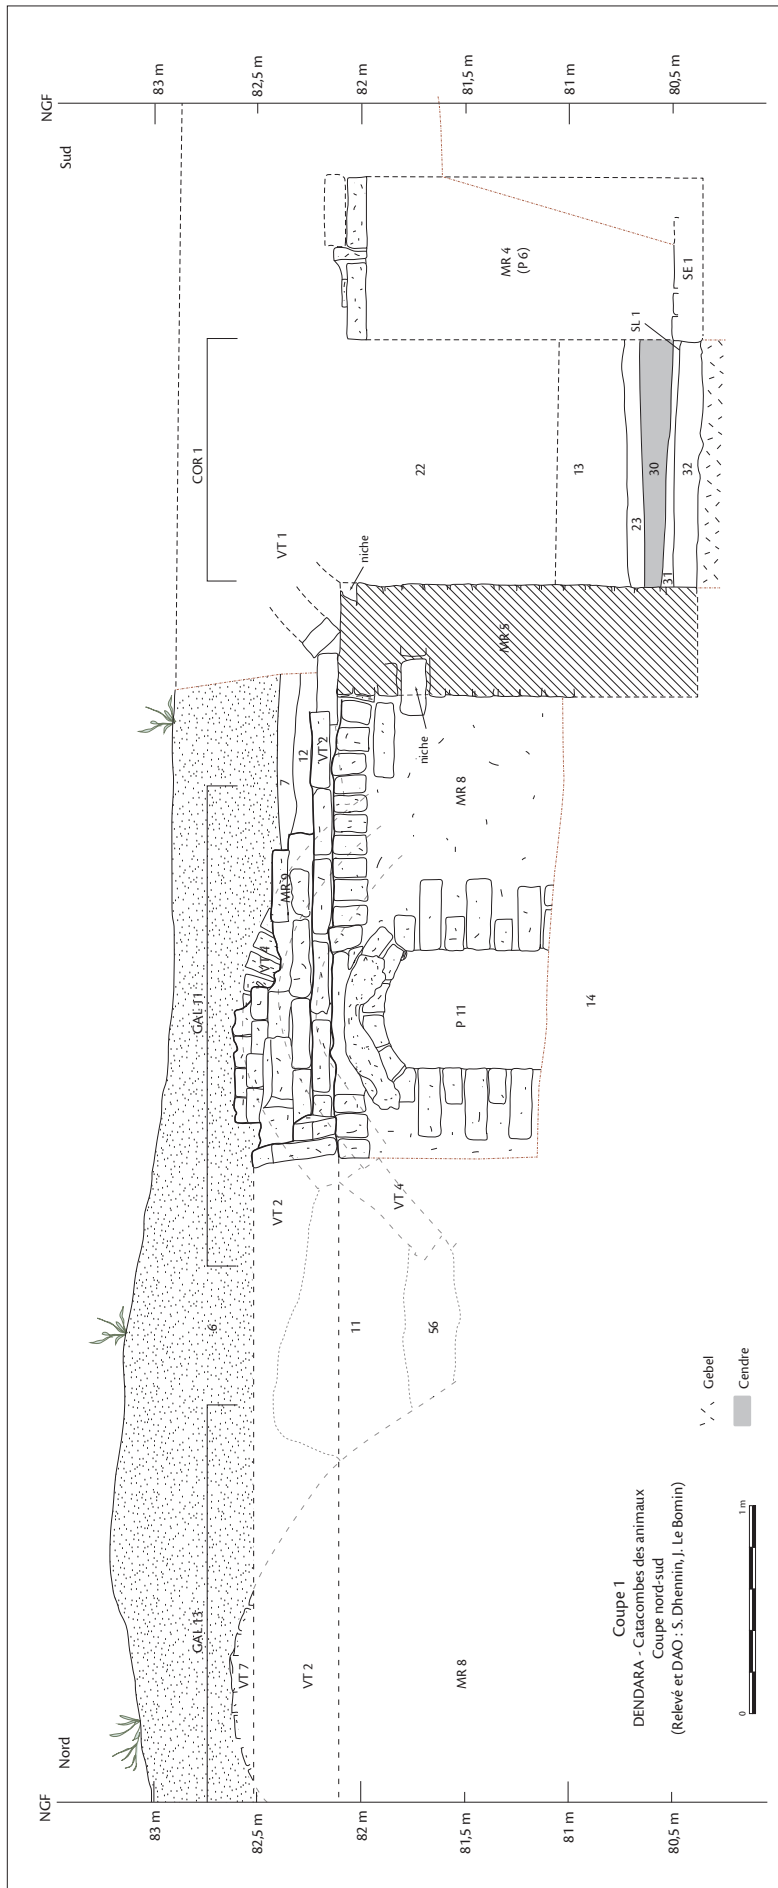 NGF
Nord
Sud
NGF
83 m
82,5 m
82 m
81,5 m
81 m
80,5 m
83 m
82,5 m
82 m
81,5 m
81 m
80,5 m
GAL 13
6
GAL 11
COR 1
VT 7
VT 2
MR 8
11
56
VT 2
VT 4
VT 4
MR 9
7
12
VT 2
P 11
14
MR 8
niche
MR 5
VT 1
niche
22
13
23
30
31
32
SL 1
MR 4
(P 6)
SE 1
Coupe 1
DENDARA - Catacombes des animaux
Coupe nord-sud
(Relevé et DAO : S. Dhennin, J. Le Bomin)
0
1 m
Gebel
Cendre